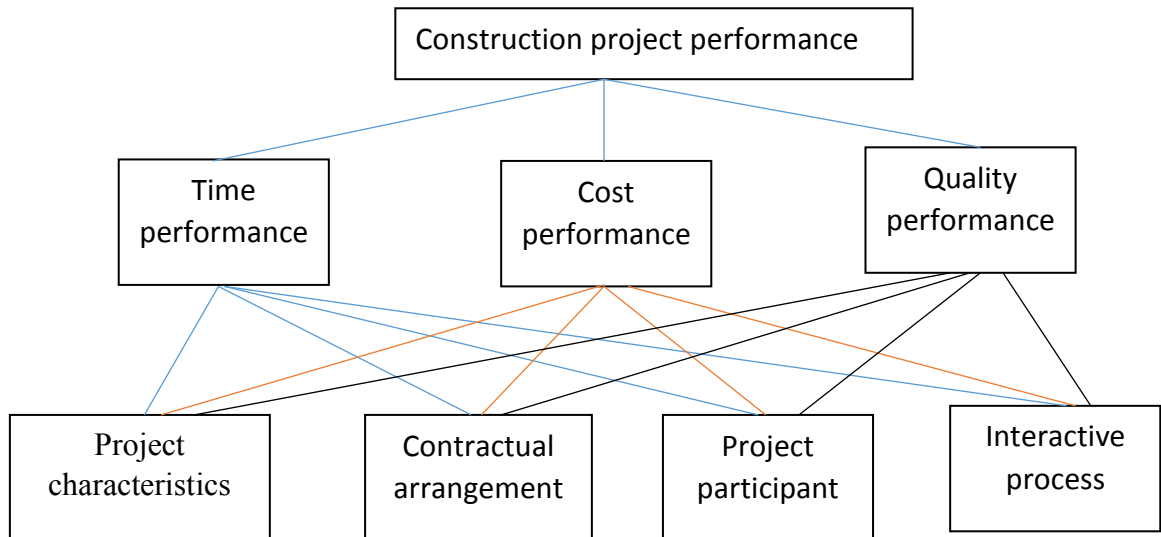 Construction project performance
Time
performance
Cost
performance
Quality
performance
Project
characteristics
Contractual
arrangement
Project
participant
Interactive
process